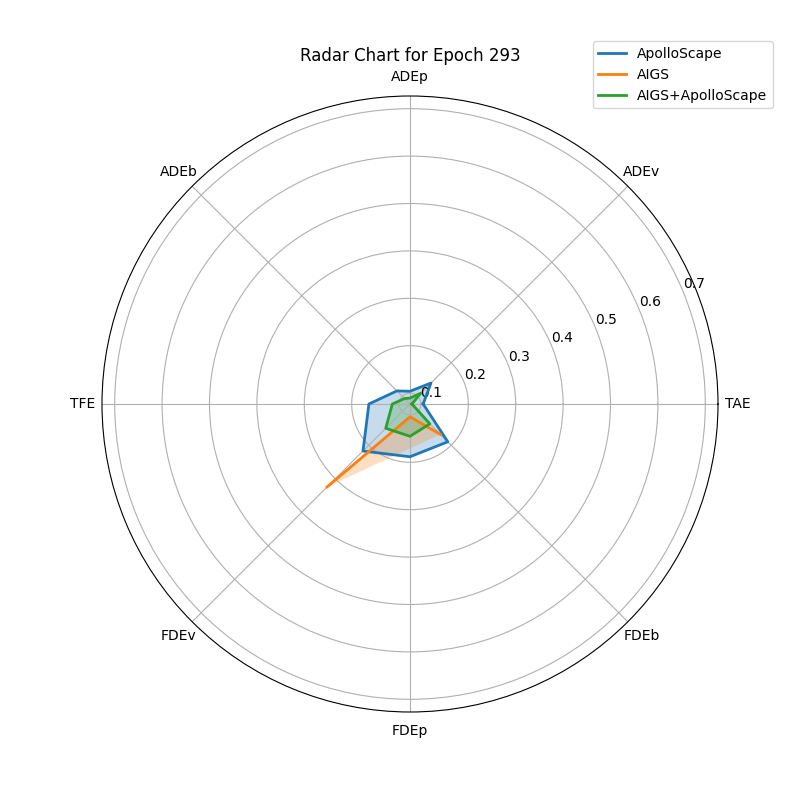 Radar Chart for Epoch 293
ApolloScape
AIGS
AIGS+ApolloScape
ADEp
ADEb
ADEv
0.7
0.6
0.5
0.4
0.3
0.2
0.1
TFE
TAE
FDEv
FDEb
FDEp